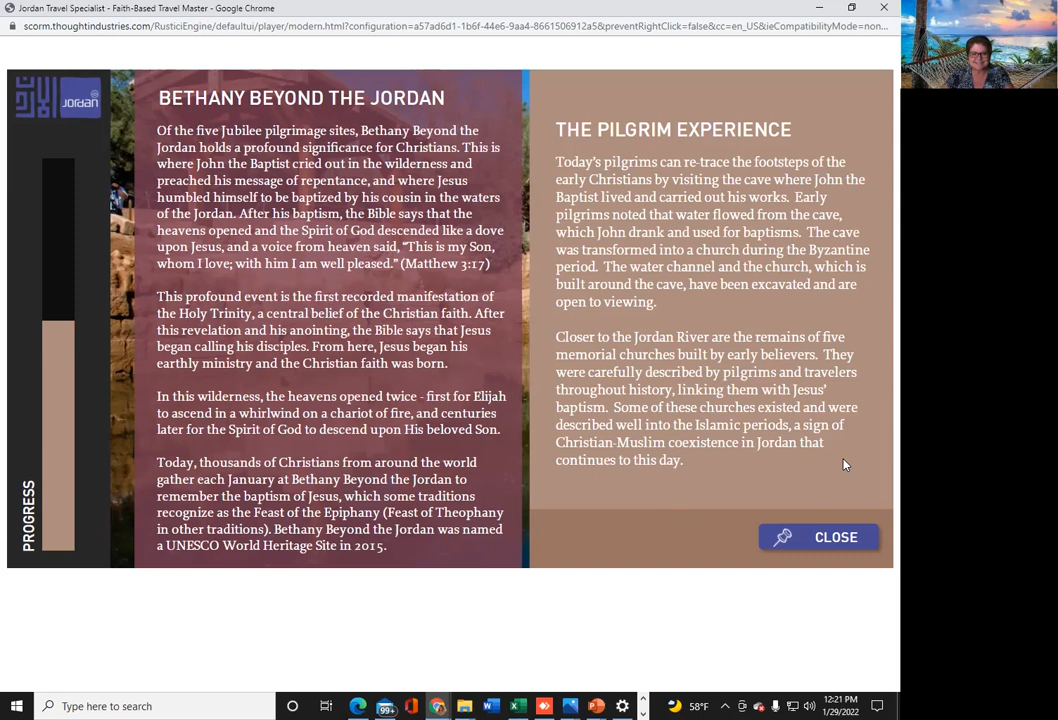 Jordan Travel Specialist - Faith-Based Travel Master - Google Chrome
scorm.thoughtindustries.com/RusticiEngine/defaultui/player/modern.html?configuration=a57ad6d1-1b6f-44e6-9aa4-8661506912a5&preventRightClick=false&cc=en_US&ieCompatibilityMode=non...
Jordan
BETHANY BEYOND THE JORDAN
Of the five Jubilee pilgrimage sites, Bethany Beyond the
Jordan holds a profound significance for Christians. This is
where John the Baptist cried out in the wilderness and
preached his message of repentance, and where Jesus
humbled himself to be baptized by his cousin in the waters
of the Jordan. After his baptism, the Bible says that the
heavens opened and the Spirit of God descended like a dove
upon Jesus, and a voice from heaven said, “This is my Son,
whom I love; with him I am well pleased.” (Matthew 3:17)
This profound event is the first recorded manifestation of
the Holy Trinity, a central belief of the Christian faith. After
this revelation and his anointing, the Bible says that Jesus
began calling his disciples. From here, Jesus began his
earthly ministry and the Christian faith was born.
In this wilderness, the heavens opened twice - first for Elijah
to ascend in a whirlwind on a chariot of fire, and centuries
later for the Spirit of God to descend upon His beloved Son.
Today, thousands of Christians from around the world
gather each January at Bethany Beyond the Jordan to
remember the baptism of Jesus, which some traditions
recognize as the Feast of the Epiphany (Feast of Theophany
in other traditions). Bethany Beyond the Jordan was named
a UNESCO World Heritage Site in 2015.
THE PILGRIM EXPERIENCE
Today’s pilgrims can re-trace the footsteps of the
early Christians by visiting the cave where John the
Baptist lived and carried out his works. Early
pilgrims noted that water flowed from the cave,
which John drank and used for baptisms. The cave
was transformed into a church during the Byzantine
period. The water channel and the church, which is
built around the cave, have been excavated and are
open to viewing.
Closer to the Jordan River are the remains of five
memorial churches built by early believers. They
were carefully described by pilgrims and travelers
throughout history, linking them with Jesus’
baptism. Some of these churches existed and were
described well into the Islamic periods, a sign of
Christian-Muslim coexistence in Jordan that
continues to this day.
PROGRESS
CLOSE
Type here to search
99+
58°F
12:21 PM
1/29/2022